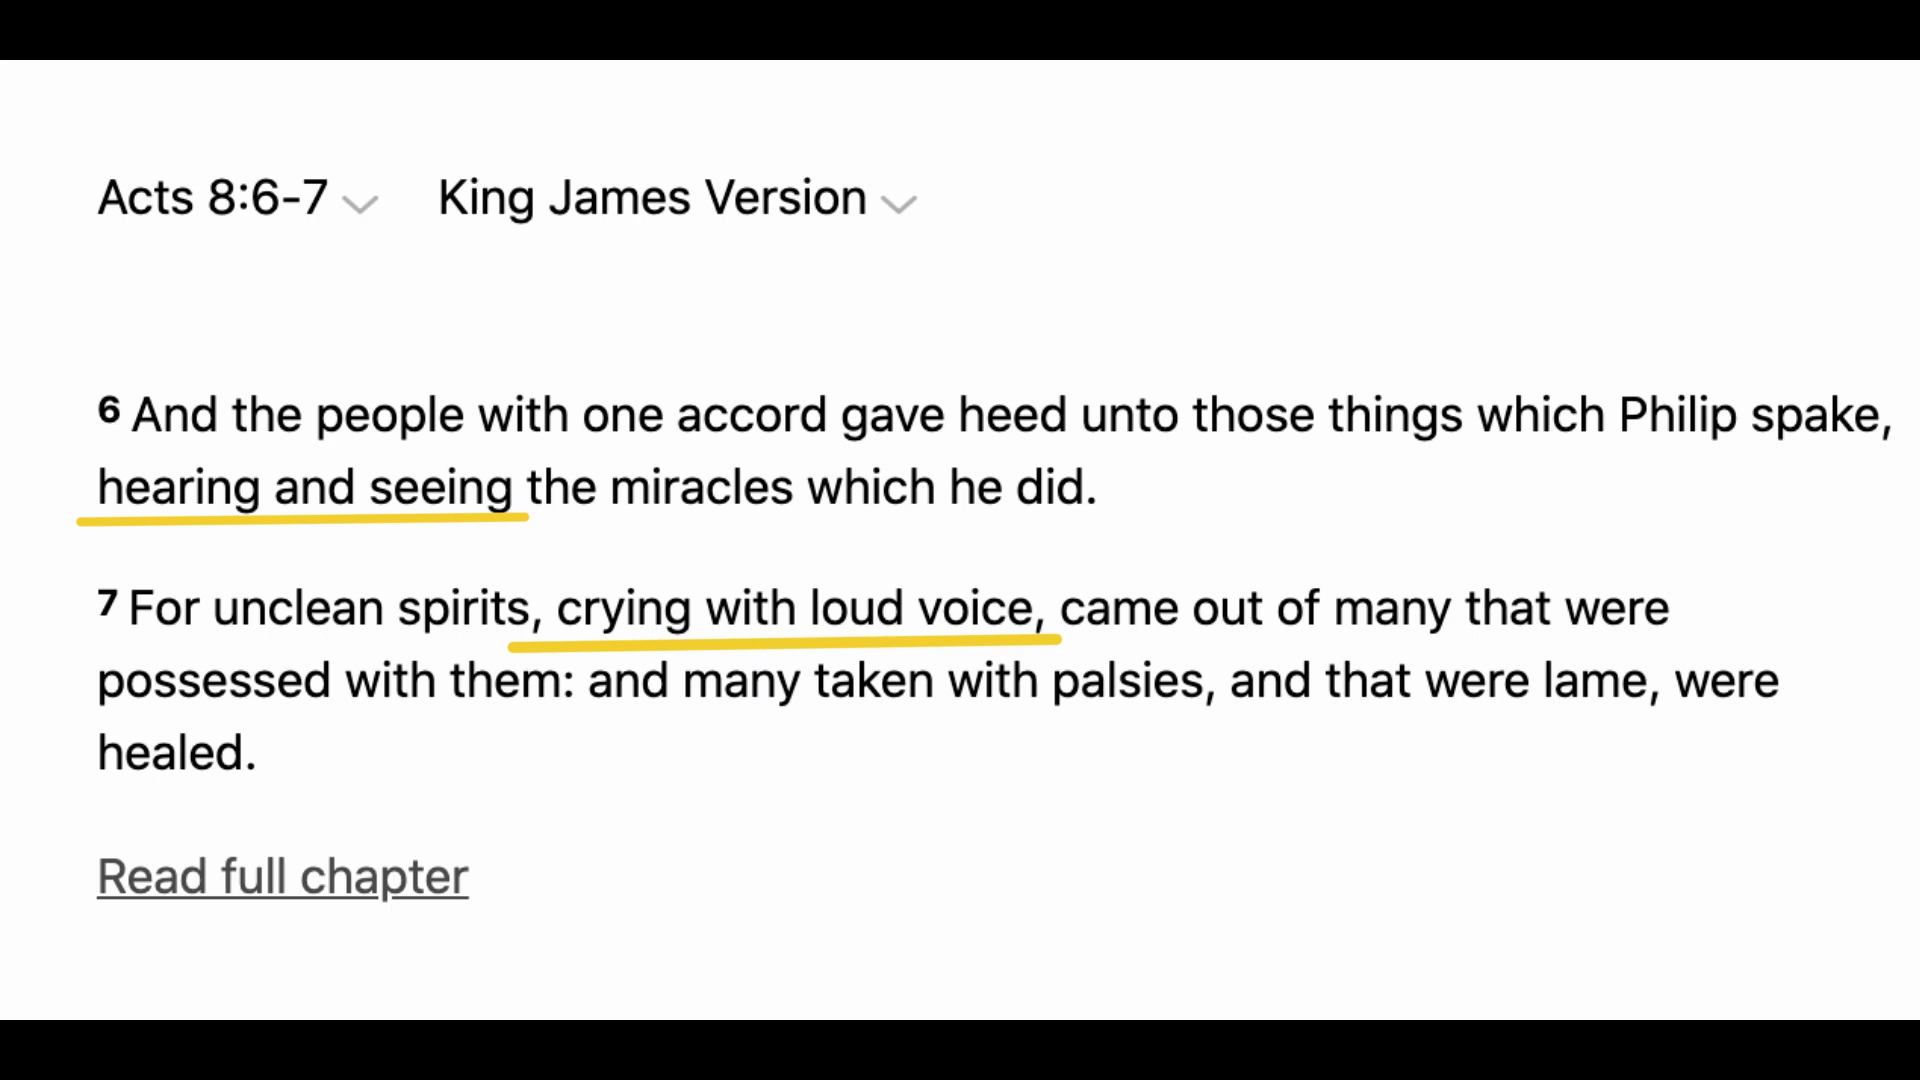 Acts 8:6-7 King James Version
6 And the people with one accord gave heed unto those things which Philip spake,
hearing and seeing the miracles which he did.
7 For unclean spirits, crying with loud voice, came out of many that were
possessed with them: and many taken with palsies, and that were lame, were
healed.
Read full chapter